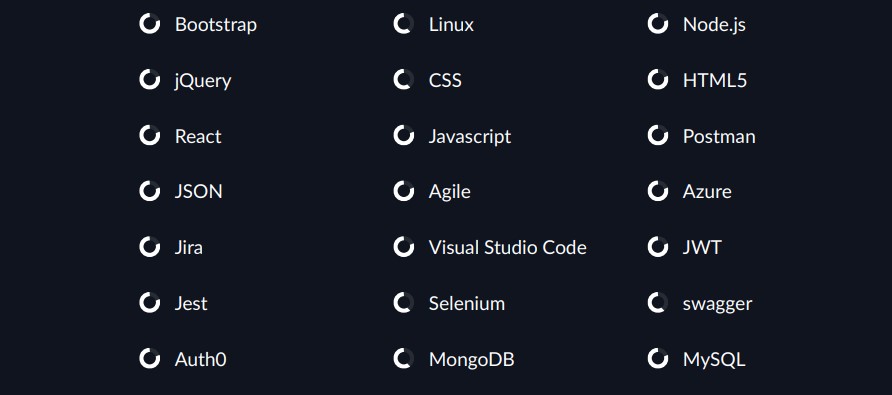 Bootstrap
Linux
Node.js
jQuery
CSS
HTML5
React
Javascript
Postman
JSON
Agile
Azure
Jira
Visual Studio Code
JWT
Jest
Selenium
swagger
Auth0
MongoDB
MySQL